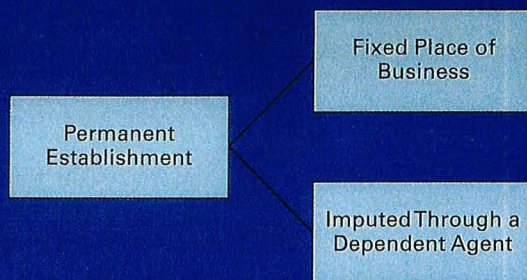 Permanent
Establishment
Fixed Place of
Business
Imputed Through a
Dependent Agent